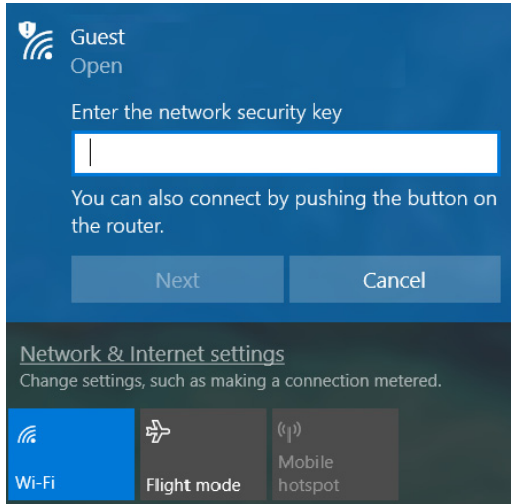 Guest
Open
Enter the network security key
You can also connect by pushing the button on
the router.
Next
Cancel
Network & Internet settings
Change settings, such as making a connection metered.
Wi-Fi
Flight mode
Mobile
hotspot